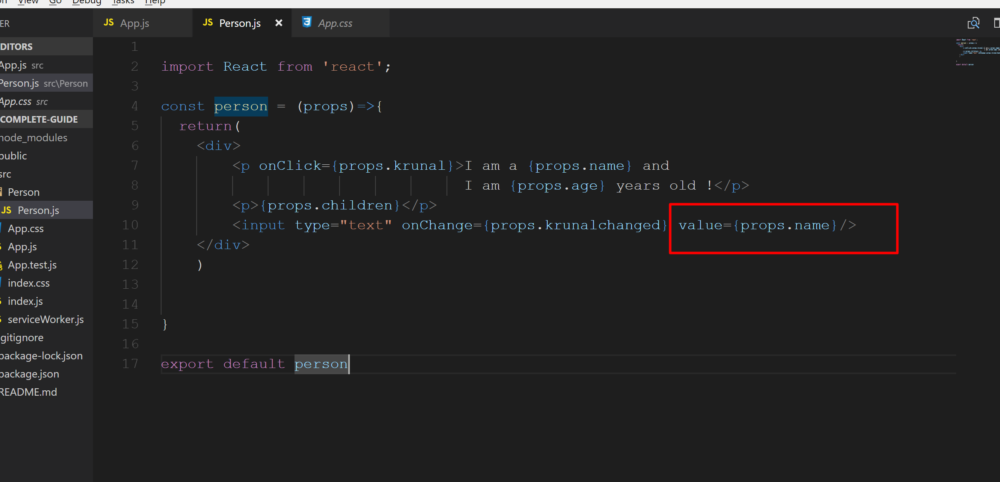 View Go Debug Tasks Help
ER
JS App.js
JS Person.js ×
App.css
DITORS
App.js src
Person.js src\Person
App.css src
COMPLETE-GUIDE
node_modules
public
src
Person
JS Person.js
App.css
App.js
App.test.js
index.css
index.js
serviceWorker.js
gitignore
package-lock.json
package.json
README.md
1
2 import React from 'react';
3
4 const person = (props)=>{
5 return(
6 <div>
7 <p onClick={props.krunal}>I am a {props.name} and
8 I am {props.age} years old !</p>
9 <p>{props.children}</p>
10 <input type="text" onChange={props.krunalchanged} value={props.name}/>
11 </div>
12 )
13
14
15 }
16
17 export default person